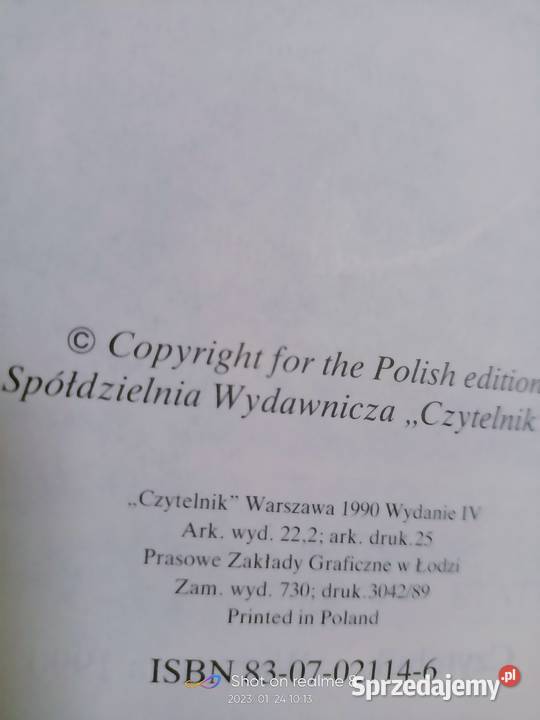 © Copyright for the Polish edition
Spółdzielnia Wydawnicza „Czytelnik
„Czytelnik” Warszawa 1990 Wydanie IV
Ark. wyd. 22,2; ark. druk.25
Prasowe Zakłady Graficzne w Łodzi
Zam. wyd. 730; druk.3042/89
Printed in Poland
ISBN 83-07-02114-6
Shot on realme 8
2023.01.24 10:13
Sprzedajemy.pl